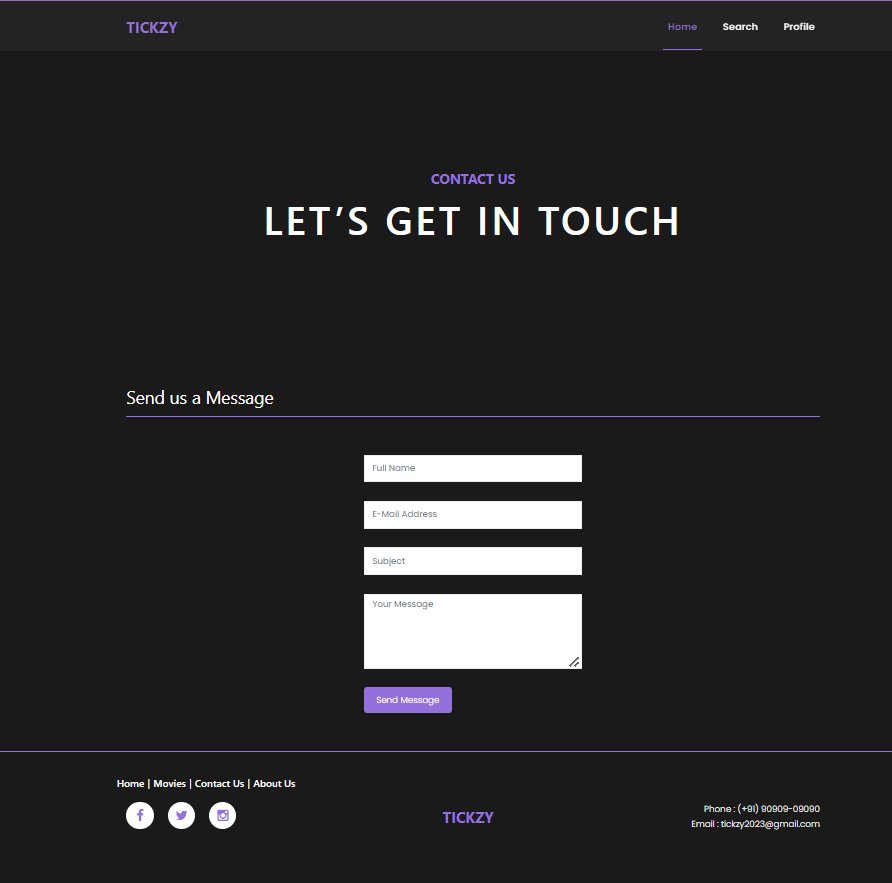 TICKZY
Home Search Profile
CONTACT US
LET’S GET IN TOUCH
Send us a Message
Full Name
E-Mail Address
Subject
Your Message
Send Message
Home | Movies | Contact Us | About Us
TICKZY
Phone : (+91) 90909-09090
Email : tickzy2023@gmail.com